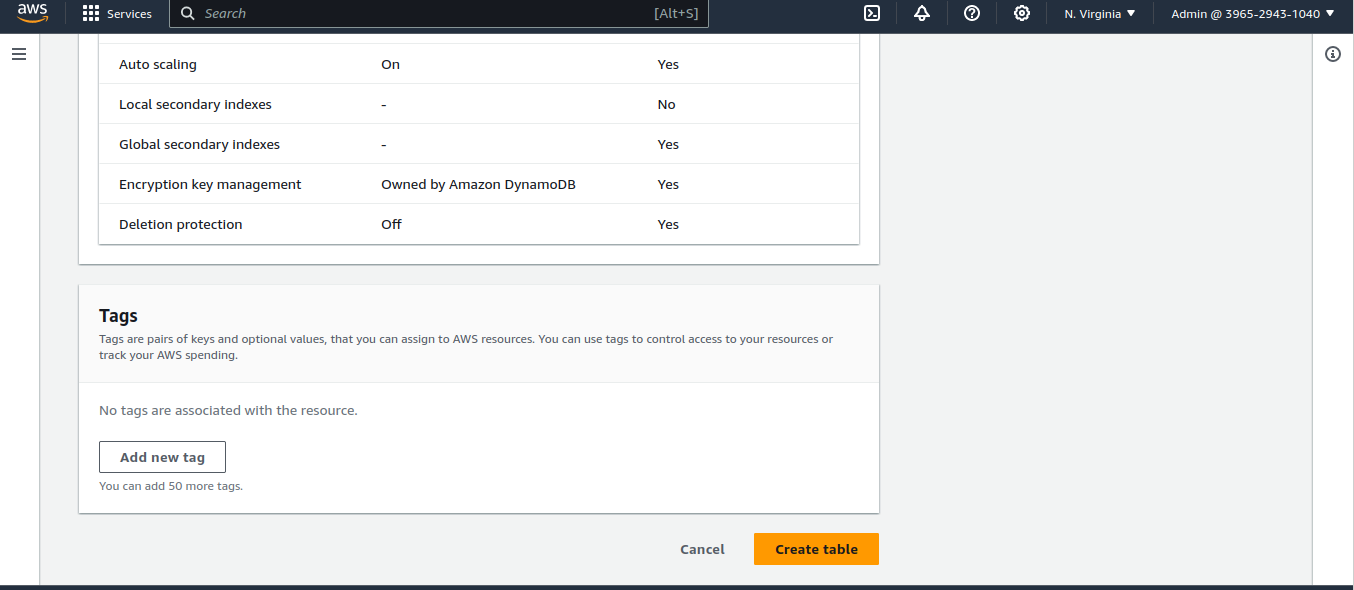 aws
Services
Search [Alt+S]
N. Virginia
Admin @ 3965-2943-1040
Auto scaling On Yes
Local secondary indexes - No
Global secondary indexes - Yes
Encryption key management Owned by Amazon DynamoDB Yes
Deletion protection Off Yes
Tags
Tags are pairs of keys and optional values, that you can assign to AWS resources. You can use tags to control access to your resources or
track your AWS spending.
No tags are associated with the resource.
Add new tag
You can add 50 more tags.
Cancel
Create table